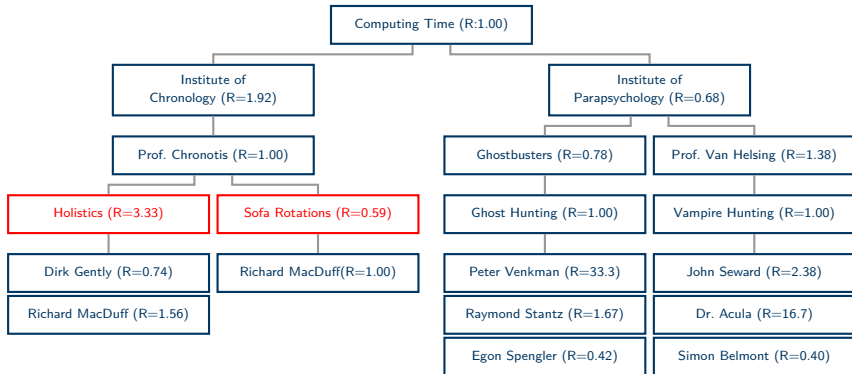 Computing Time (R:1.00)
Institute of
Chronology (R=1.92)
Institute of
Parapsychology (R=0.68)
Prof. Chronotis (R=1.00)
Ghostbusters (R=0.78)
Prof. Van Helsing (R=1.38)
Holistics (R=3.33)
Sofa Rotations (R=0.59)
Ghost Hunting (R=1.00)
Vampire Hunting (R=1.00)
Dirk Gently (R=0.74)
Richard MacDuff(R=1.00)
Peter Venkman (R=33.3)
John Seward (R=2.38)
Richard MacDuff (R=1.56)
Raymond Stantz (R=1.67)
Dr. Acula (R=16.7)
Egon Spengler (R=0.42)
Simon Belmont (R=0.40)